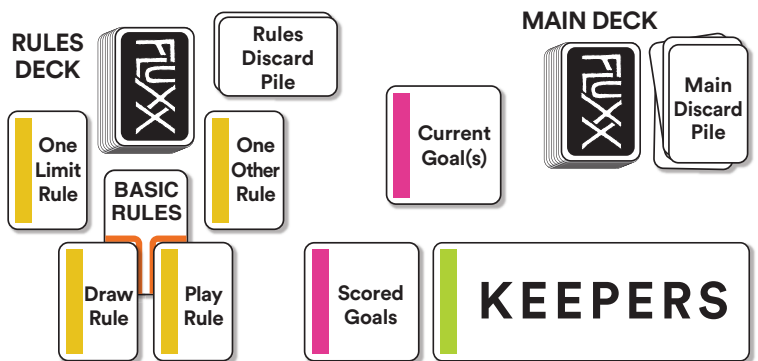 RULES
DECK
FLUXX
Rules
Discard
Pile
MAIN DECK
FLUXX
Main
Discard
Pile
One
Limit
Rule
BASIC
RULES
One
Other
Rule
Current
Goal(s)
Draw
Rule
Play
Rule
Scored
Goals
KEEPERS